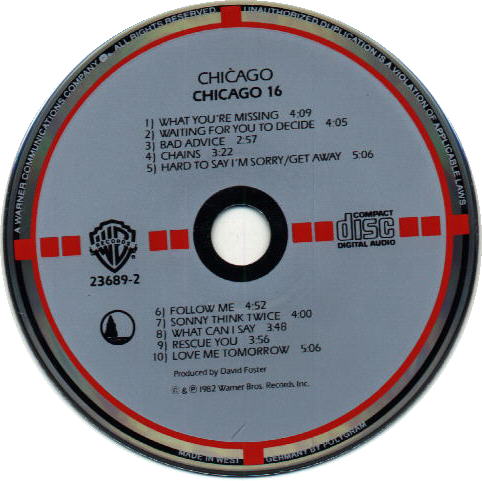 A WARNER COMMUNICATIONS COMPANY ALL RIGHTS RESERVED
UNAUTHORIZED DUPLICATION IS A VIOLATION OF APPLICABLE LAWS
CHICAGO
CHICAGO 16
1) WHAT YOU'RE MISSING 4:09
2) WAITING FOR YOU TO DECIDE 4:05
3) BAD ADVICE 2:57
4) CHAINS 3:22
5) HARD TO SAY I'M SORRY/GET AWAY 5:06
WB
RECORDS
23689-2
COMPACT
disc
DIGITAL AUDIO
6) FOLLOW ME 4:52
7) SONNY THINK TWICE 4:00
8) WHAT CAN I SAY 3:48
9) RESCUE YOU 3:56
10) LOVE ME TOMORROW 5:06
Produced by David Foster
© & ℗ 1982 Warner Bros. Records Inc.
MADE IN WEST GERMANY BY POLYGRAM